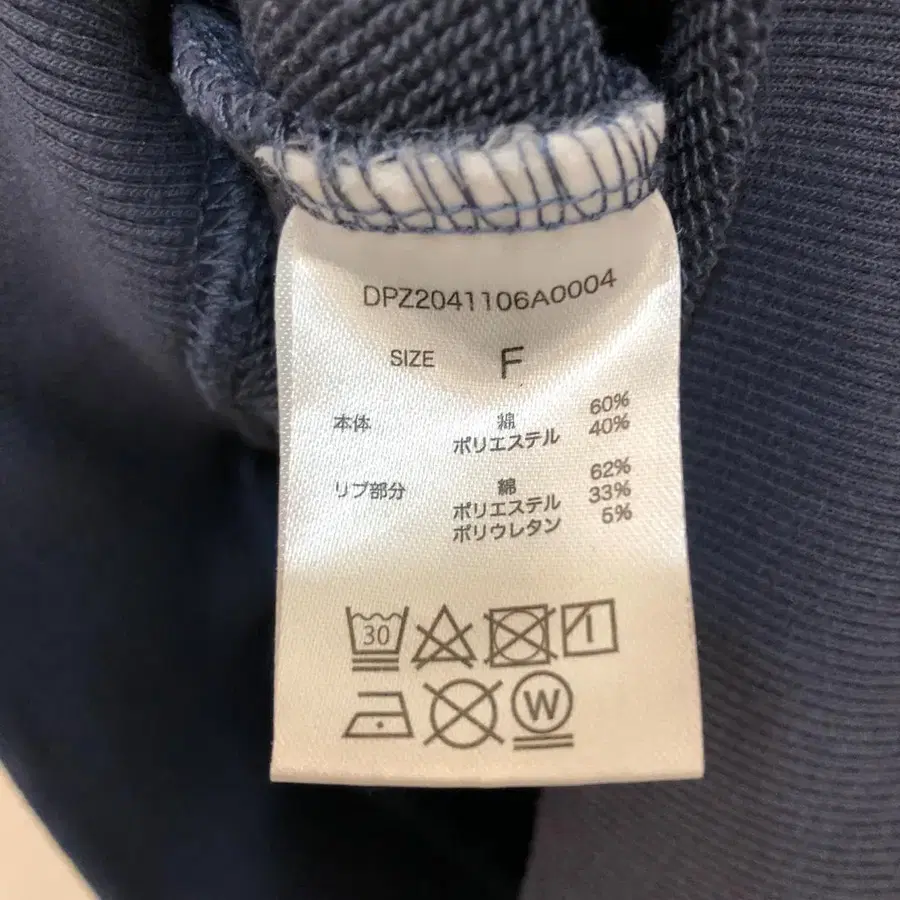 DPZ2041106A0004
SIZE F
本体 綿 60%
ポリエステル 40%
リブ部分 綿 62%
ポリエステル 33%
ポリウレタン 5%
30
W